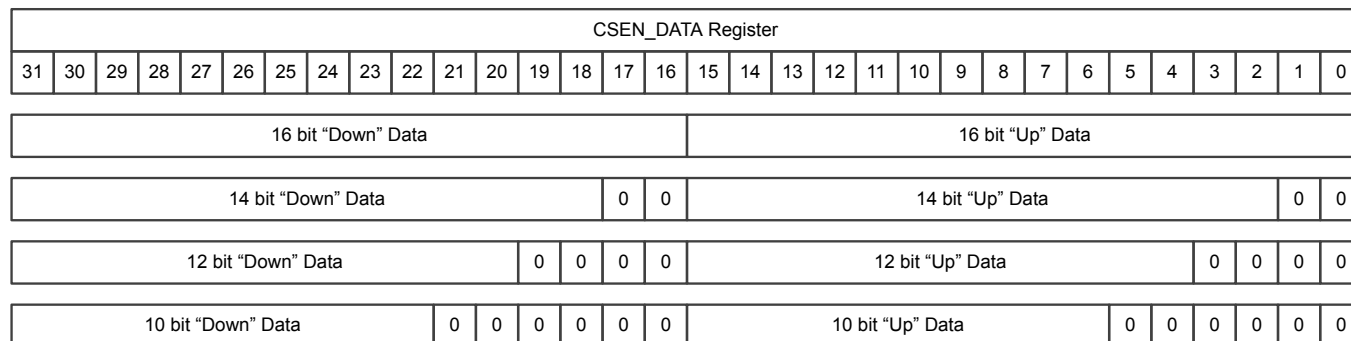 CSEN_DATA Register
31 30 29 28 27 26 25 24 23 22 21 20 19 18 17 16 15 14 13 12 11 10 9 8 7 6 5 4 3 2 1 0
16 bit “Down” Data 16 bit “Up” Data
14 bit “Down” Data 0 0 14 bit “Up” Data 0 0
12 bit “Down” Data 0 0 0 0 12 bit “Up” Data 0 0 0 0
10 bit “Down” Data 0 0 0 0 0 0 10 bit “Up” Data 0 0 0 0 0 0